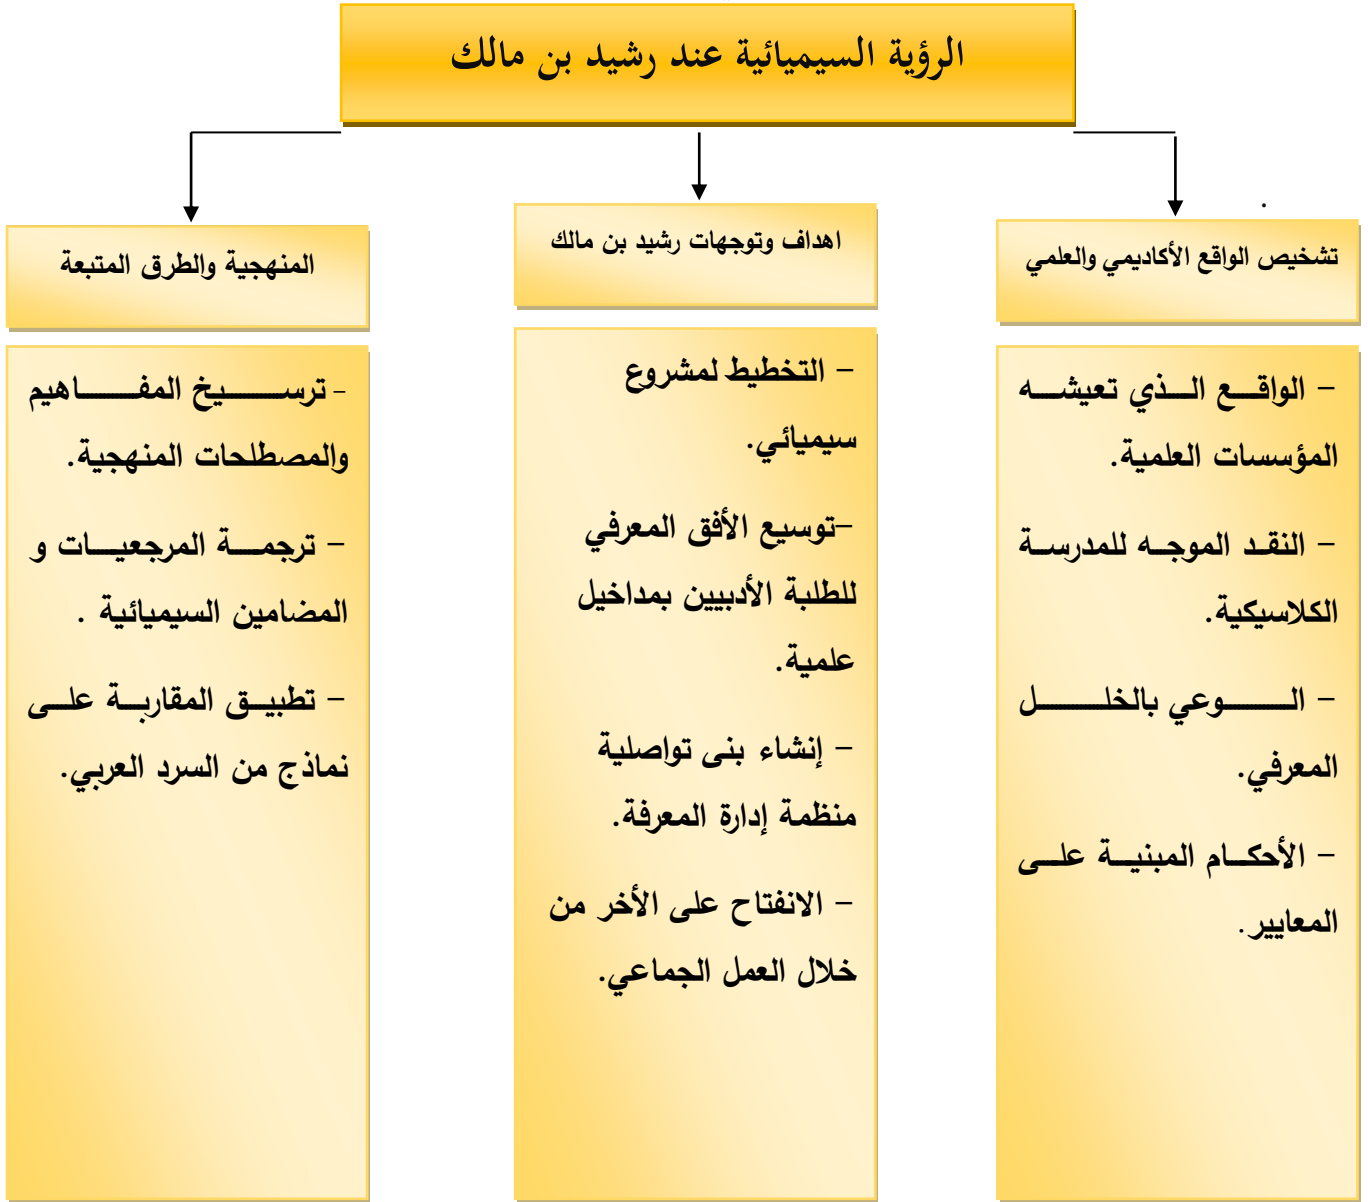 الرؤية السيميائية عند رشيد بن مالك
تشخيص الواقع الأكاديمي والعلمي
– الواقع الذي تعيشه
المؤسسات العلمية.
– النقد الموجه للمدرسة
الكلاسيكية.
– الوعي بالخلل
المعرفي.
– الأحكام المبنية على
المعايير.
اهداف وتوجهات رشيد بن مالك
– التخطيط لمشروع
سيميائي.
–توسيع الأفق المعرفي
للطلبة الأدبيين بمداخيل
علمية.
– إنشاء بنى تواصلية
منظمة إدارة المعرفة.
– الانفتاح على الأخر من
خلال العمل الجماعي.
المنهجية والطرق المتبعة
- ترسيخ المفاهيم
والمصطلحات المنهجية.
– ترجمة المرجعيات و
المضامين السيميائية .
– تطبيق المقاربة على
نماذج من السرد العربي.